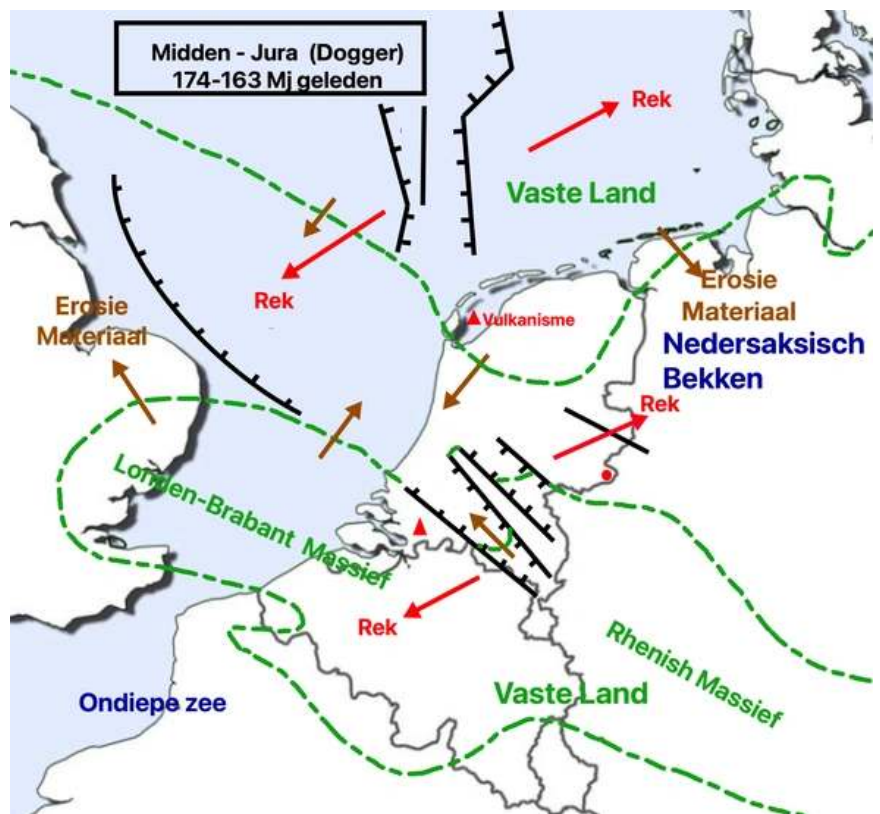 Midden - Jura (Dogger)
174-163 Mj geleden
Rek
Vaste Land
Rek
Erosie
Materiaal
Erosie
Materiaal
Vulkanisme
Nedersaksisch
Bekken
Rek
Londen-Brabant Massief
Rek
Rhenish Massief
Vaste Land
Ondiepe zee